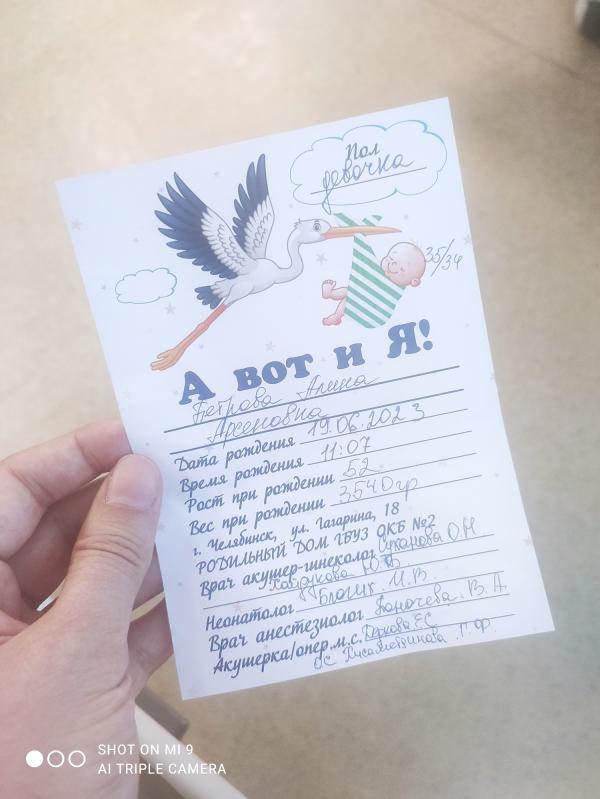 Пол
девочка
35/34
А вот и Я!
Петрова Алина
Арсеновна
Дата рождения 19.06.2023
Время рождения 11:07
Рост при рождении 52
Вес при рождении 3540гр
г. Челябинск, ул. Гагарина, 18
РОДИЛЬНЫЙ ДОМ ГБУЗ ОКБ №2
Врач акушер-гинеколог Суханова О.Н
Хайдукова
Неонатолог И.В.
Врач анестезиолог В. А.
Акушерка/опер.м.с. Е.С
SHOT ON MI 9
AI TRIPLE CAMERA